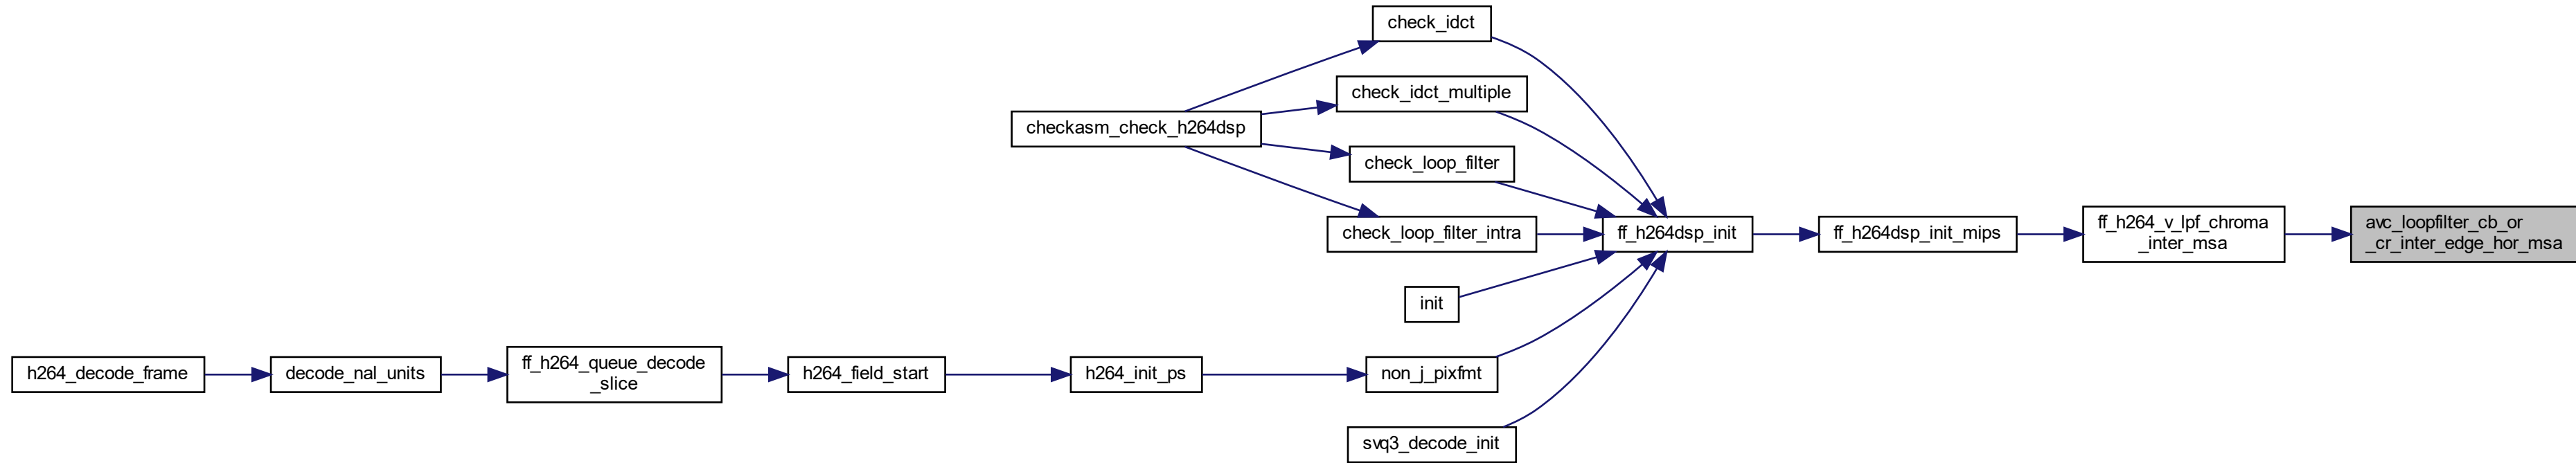 check_idct
check_idct_multiple
checkasm_check_h264dsp
check_loop_filter
check_loop_filter_intra
ff_h264dsp_init
ff_h264dsp_init_mips
ff_h264_v_lpf_chroma
_inter_msa
avc_loopfilter_cb_or
_cr_inter_edge_hor_msa
init
h264_decode_frame
decode_nal_units
ff_h264_queue_decode
_slice
h264_field_start
h264_init_ps
non_j_pixfmt
svq3_decode_init